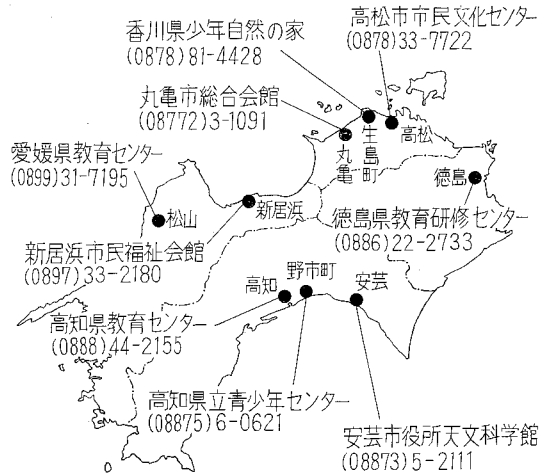 高松市市民文化センター
(0878)33-7722
香川県少年自然の家
(0878)81-4428
丸亀市総合会館
(08772)3-1091
生島町
高松
丸亀
愛媛県教育センター
(0899)31-7195
徳島
松山
新居浜
徳島県教育研修センター
(0886)22-2733
新居浜市民福祉会館
(0897)33-2180
高知
野市町
安芸
高知県教育センター
(0888)44-2155
高知県立青少年センター
(08875)6-0621
安芸市役所天文科学館
(08873)5-2111